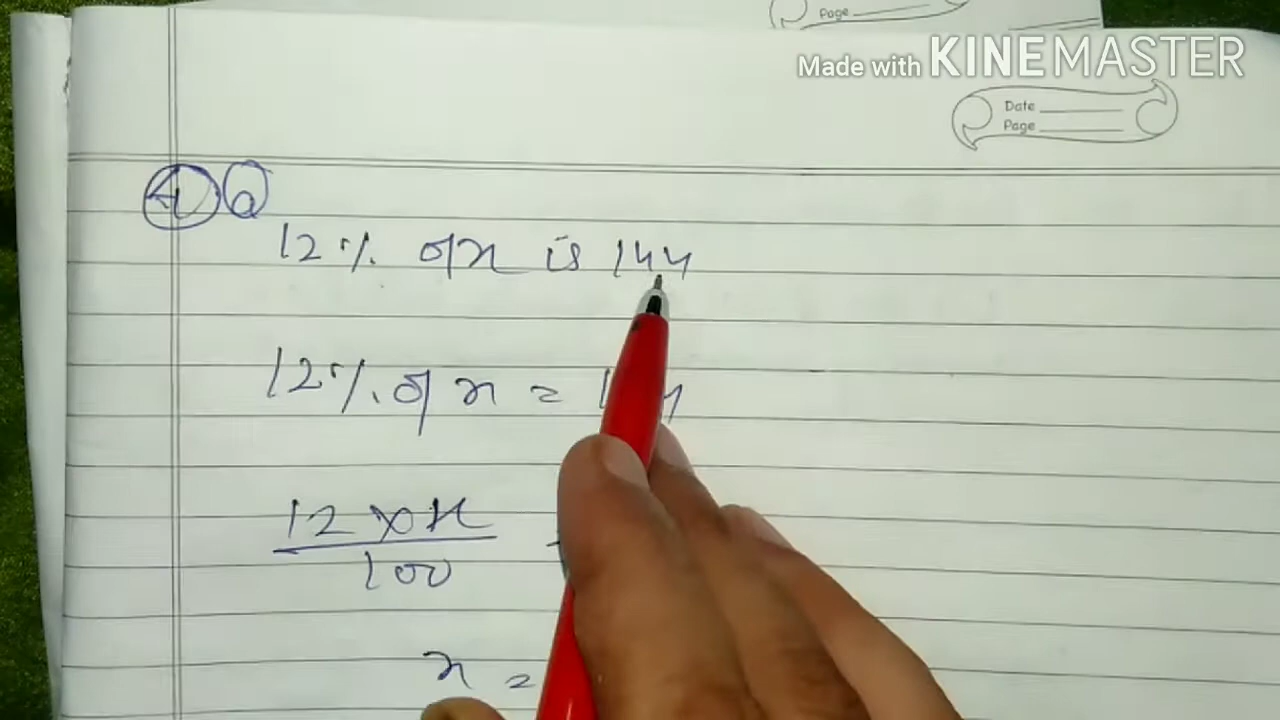 Page
Made with KINEMASTER
Date
Page
4 a
12% of x is 144
12% of x =
12 × x
100
x =